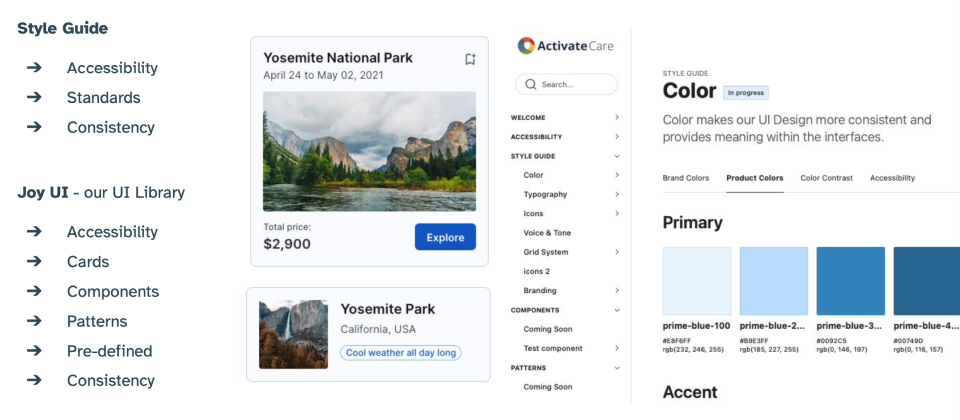 Style Guide
➔ Accessibility
➔ Standards
➔ Consistency
Joy UI - our UI Library
➔ Accessibility
➔ Cards
➔ Components
➔ Patterns
➔ Pre-defined
➔ Consistency
Yosemite National Park
April 24 to May 02, 2021
Total price:
$2,900
Explore
Yosemite Park
California, USA
Cool weather all day long
ActivateCare
Search...
WELCOME
ACCESSIBILITY
STYLE GUIDE
Color
Typography
Icons
Voice & Tone
Grid System
icons 2
Branding
COMPONENTS
Coming Soon
Test component
PATTERNS
Coming Soon
STYLE GUIDE
Color In progress
Color makes our UI Design more consistent and
provides meaning within the interfaces.
Brand Colors Product Colors Color Contrast Accessibility
Primary
prime-blue-100 prime-blue-2... prime-blue-3... prime-blue-4...
#E8F6FF #B9E3FF #0092C5 #00749D
rgb(232, 246, 255) rgb(185, 227, 255) rgb(0, 146, 197) rgb(0, 116, 157)
Accent